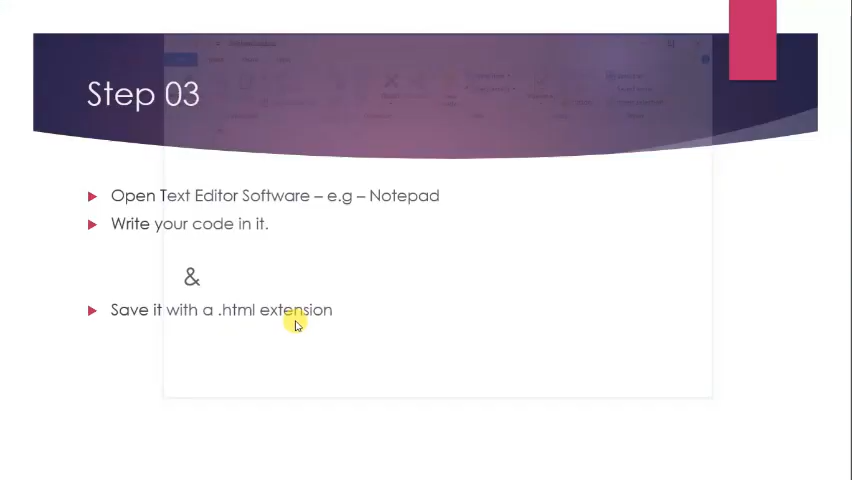 Step 03
Open Text Editor Software – e.g – Notepad
Write your code in it.
&
Save it with a .html extension